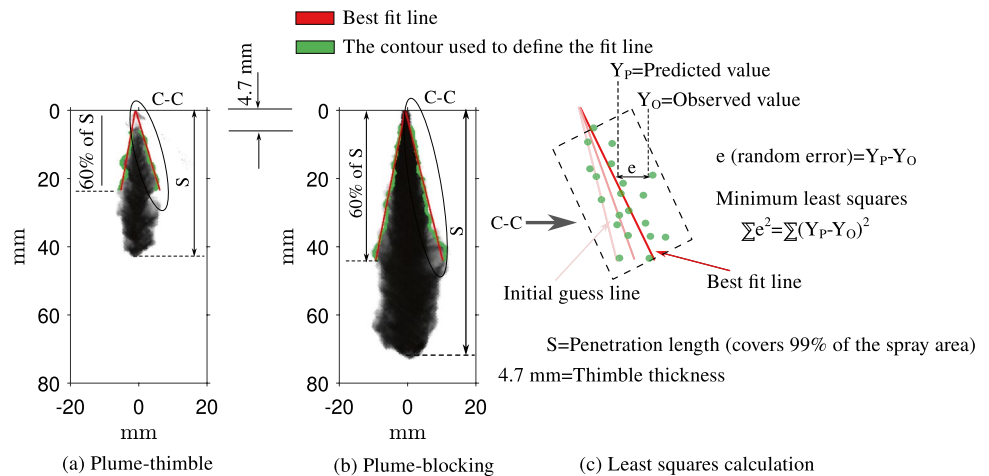 Best fit line
The contour used to define the fit line
4.7 mm
C-C
0
20
40
60
80
mm
60% of S
S
-20 0 20
mm
(a) Plume-thimble
C-C
0
20
40
60
80
mm
60% of S
S
-20 0 20
mm
(b) Plume-blocking
Y_P=Predicted value
Y_O=Observed value
e
e (random error)=Y_P-Y_O
Minimum least squares
∑e²=∑(Y_P-Y_O)²
C-C
Initial guess line
Best fit line
S=Penetration length (covers 99% of the spray area)
4.7 mm=Thimble thickness
(c) Least squares calculation